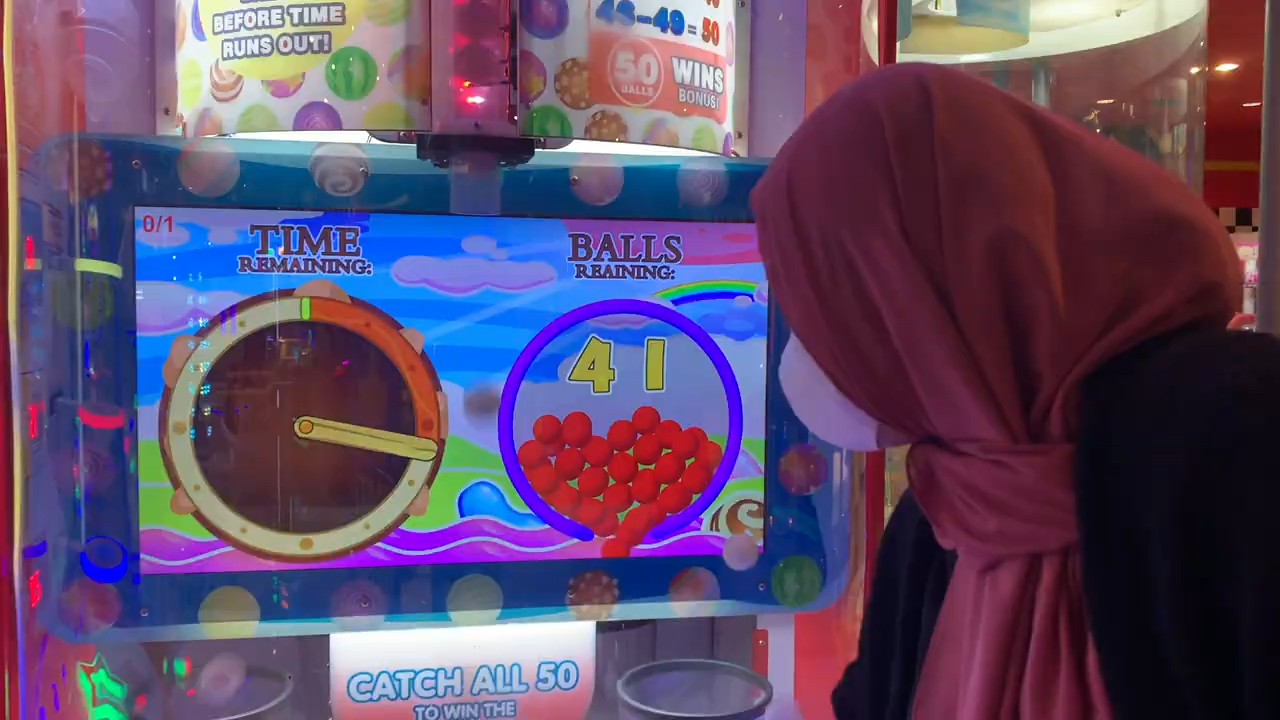 BEFORE TIME
RUNS OUT!
46-49 = 50
50
BALLS
WINS
BONUS!
0/1
TIME
REMAINING:
BALLS
REAINING:
41
CATCH ALL 50
TO WIN THE